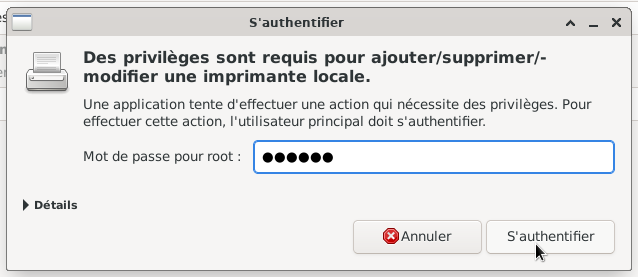 S'authentifier
Des privilèges sont requis pour ajouter/supprimer/-
modifier une imprimante locale.
Une application tente d'effectuer une action qui nécessite des privilèges. Pour
effectuer cette action, l'utilisateur principal doit s'authentifier.
Mot de passe pour root : ●●●●●●
Détails
Annuler
S'authentifier